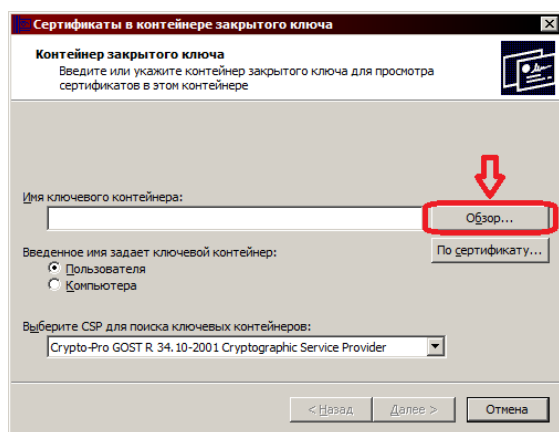 Сертификаты в контейнере закрытого ключа
Контейнер закрытого ключа
Введите или укажите контейнер закрытого ключа для просмотра
сертификатов в этом контейнере
Имя ключевого контейнера:
Обзор...
По сертификату...
Введенное имя задает ключевой контейнер:
Пользователя
Компьютера
Выберите CSP для поиска ключевых контейнеров:
Crypto-Pro GOST R 34.10-2001 Cryptographic Service Provider
< Назад
Далее >
Отмена